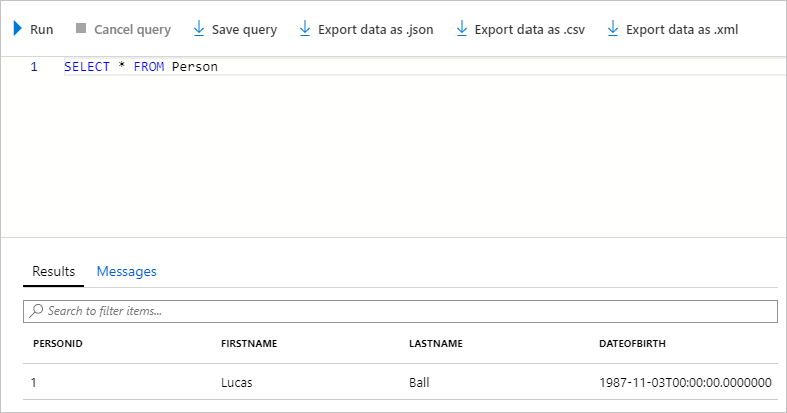 Run Cancel query Save query Export data as .json Export data as .csv Export data as .xml
1 SELECT * FROM Person
Results Messages
Search to filter items...
PERSONID FIRSTNAME LASTNAME DATEOFBIRTH
1 Lucas Ball 1987-11-03T00:00:00.0000000